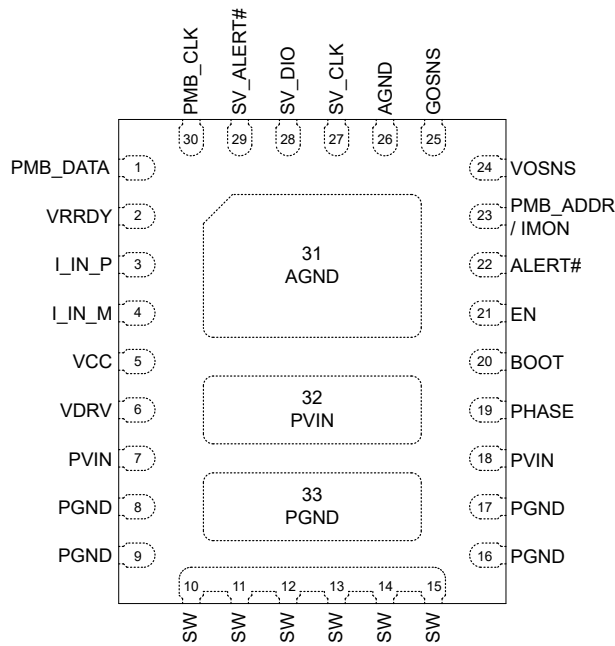 PMB_CLK
SV_ALERT#
SV_DIO
SV_CLK
AGND
GOSNS
30
29
28
27
26
25
PMB_DATA 1
VRRDY 2
I_IN_P 3
I_IN_M 4
VCC 5
VDRV 6
PVIN 7
PGND 8
PGND 9
31
AGND
32
PVIN
33
PGND
24 VOSNS
23 PMB_ADDR
/ IMON
22 ALERT#
21 EN
20 BOOT
19 PHASE
18 PVIN
17 PGND
16 PGND
10
11
12
13
14
15
SW
SW
SW
SW
SW
SW